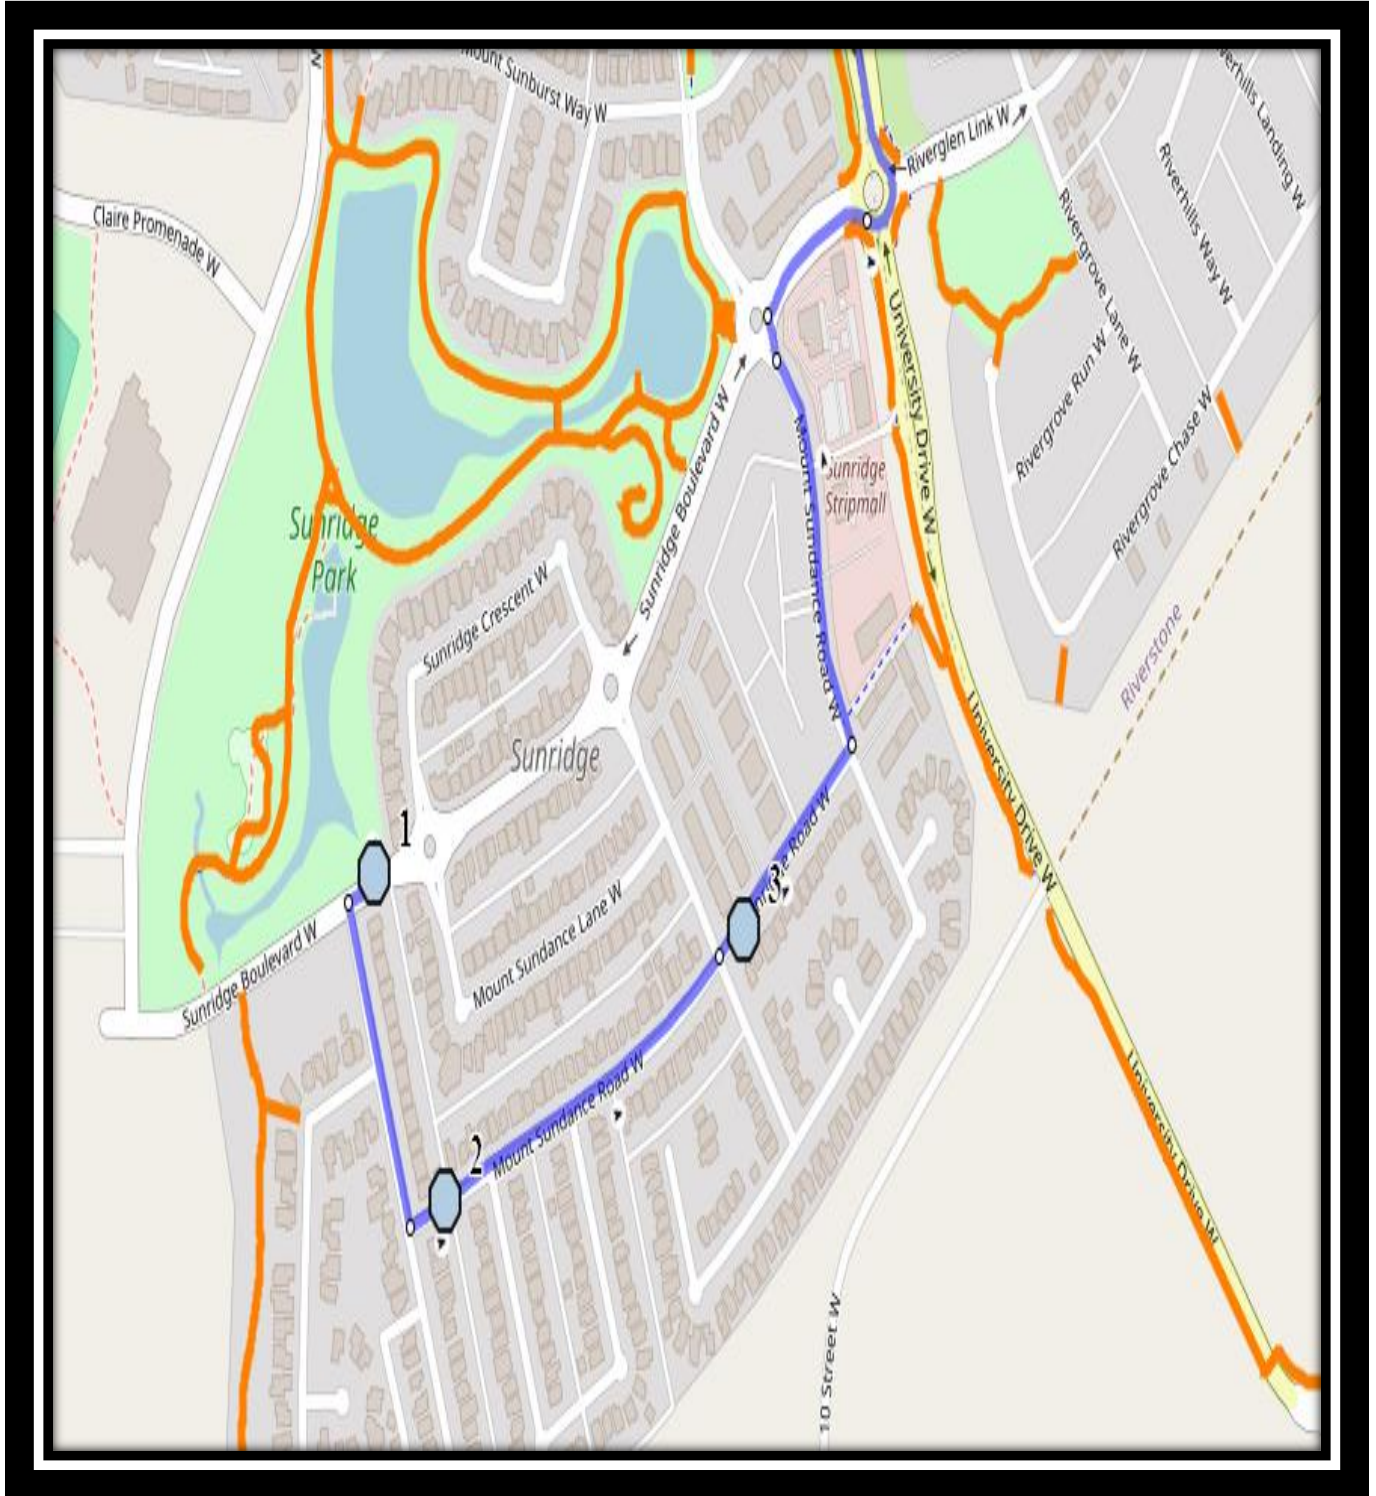 W
Mount Sunburst Way W
Riverglen Link W
Riverhills Way W
Claire Promenade W
Rivergrove Lane W
University Drive W
Rivergrove Run W
Rivergrove Chase W
Sunridge Boulevard W
Mount Sundance Road W
Sunridge
Stripmall
Sunridge
Park
Sunridge Crescent W
Riverstone
Sunridge
University Drive W
1
Road W
3
Mount Sundance Lane W
Sunridge Boulevard W
Mount Sundance Road W
2
University Drive W
10 Street W